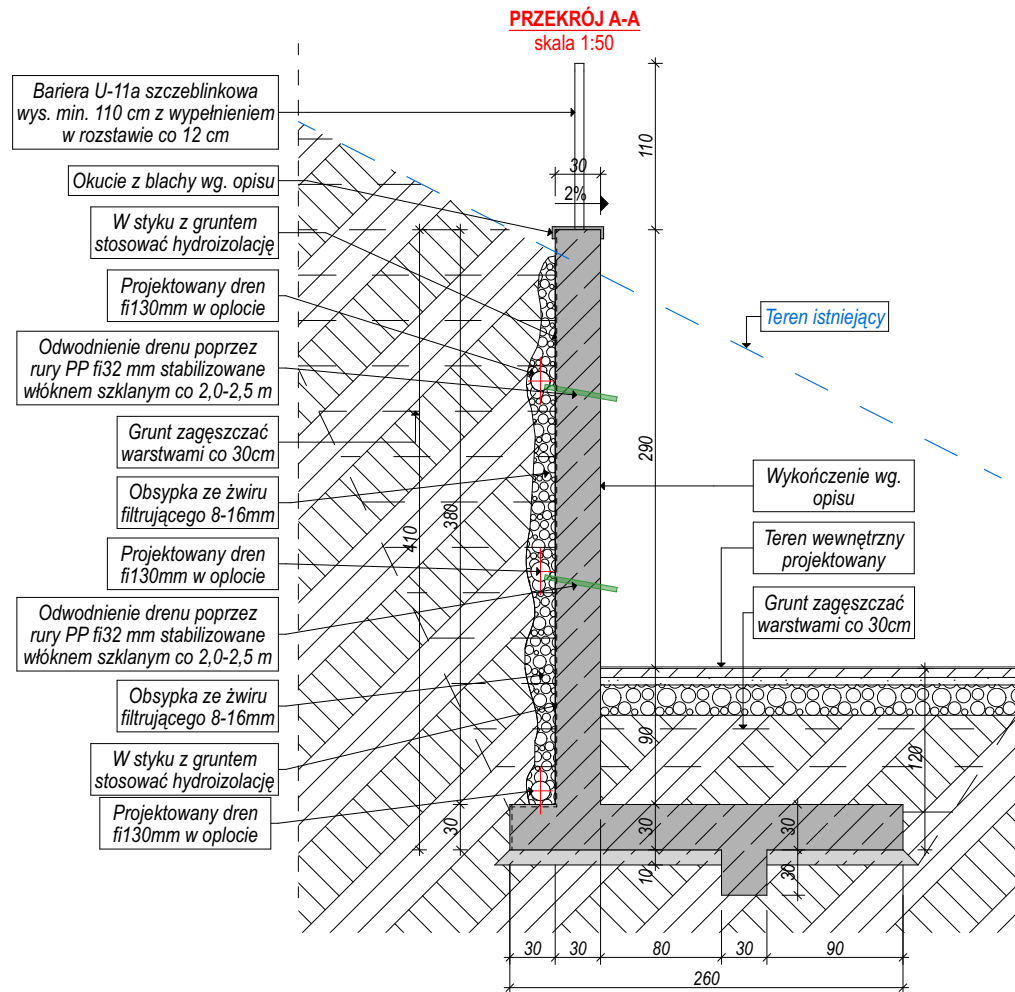 PRZEKRÓJ A-A
skala 1:50
Bariera U-11a szczeblinkowa
wys. min. 110 cm z wypełnieniem
w rozstawie co 12 cm
Okucie z blachy wg. opisu
W styku z gruntem
stosować hydroizolację
Projektowany dren
fi130mm w oplocie
Odwodnienie drenu poprzez
rury PP fi32 mm stabilizowane
włóknem szklanym co 2,0-2,5 m
Grunt zagęszczać
warstwami co 30cm
Obsypka ze żwiru
filtrującego 8-16mm
Projektowany dren
fi130mm w oplocie
Odwodnienie drenu poprzez
rury PP fi32 mm stabilizowane
włóknem szklanym co 2,0-2,5 m
Obsypka ze żwiru
filtrującego 8-16mm
W styku z gruntem
stosować hydroizolację
Projektowany dren
fi130mm w oplocie
30
2%
110
290
380
410
30
90
30
10
30
30
120
Teren istniejący
Wykończenie wg.
opisu
Teren wewnętrzny
projektowany
Grunt zagęszczać
warstwami co 30cm
30
30
80
30
90
260